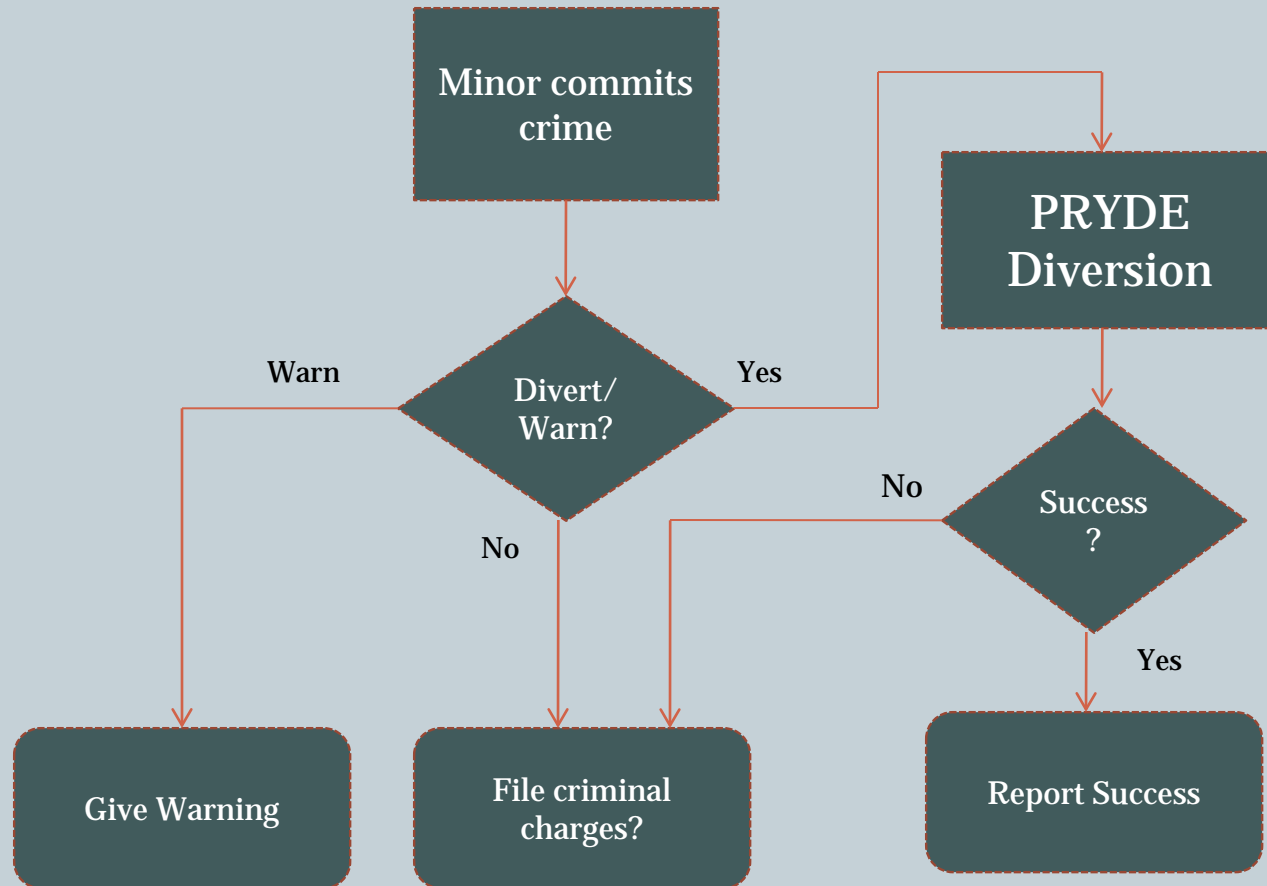 Minor commits
crime
PRYDE
Diversion
Warn
Divert/
Warn?
Yes
No
No
Success
?
Yes
Give Warning
File criminal
charges?
Report Success